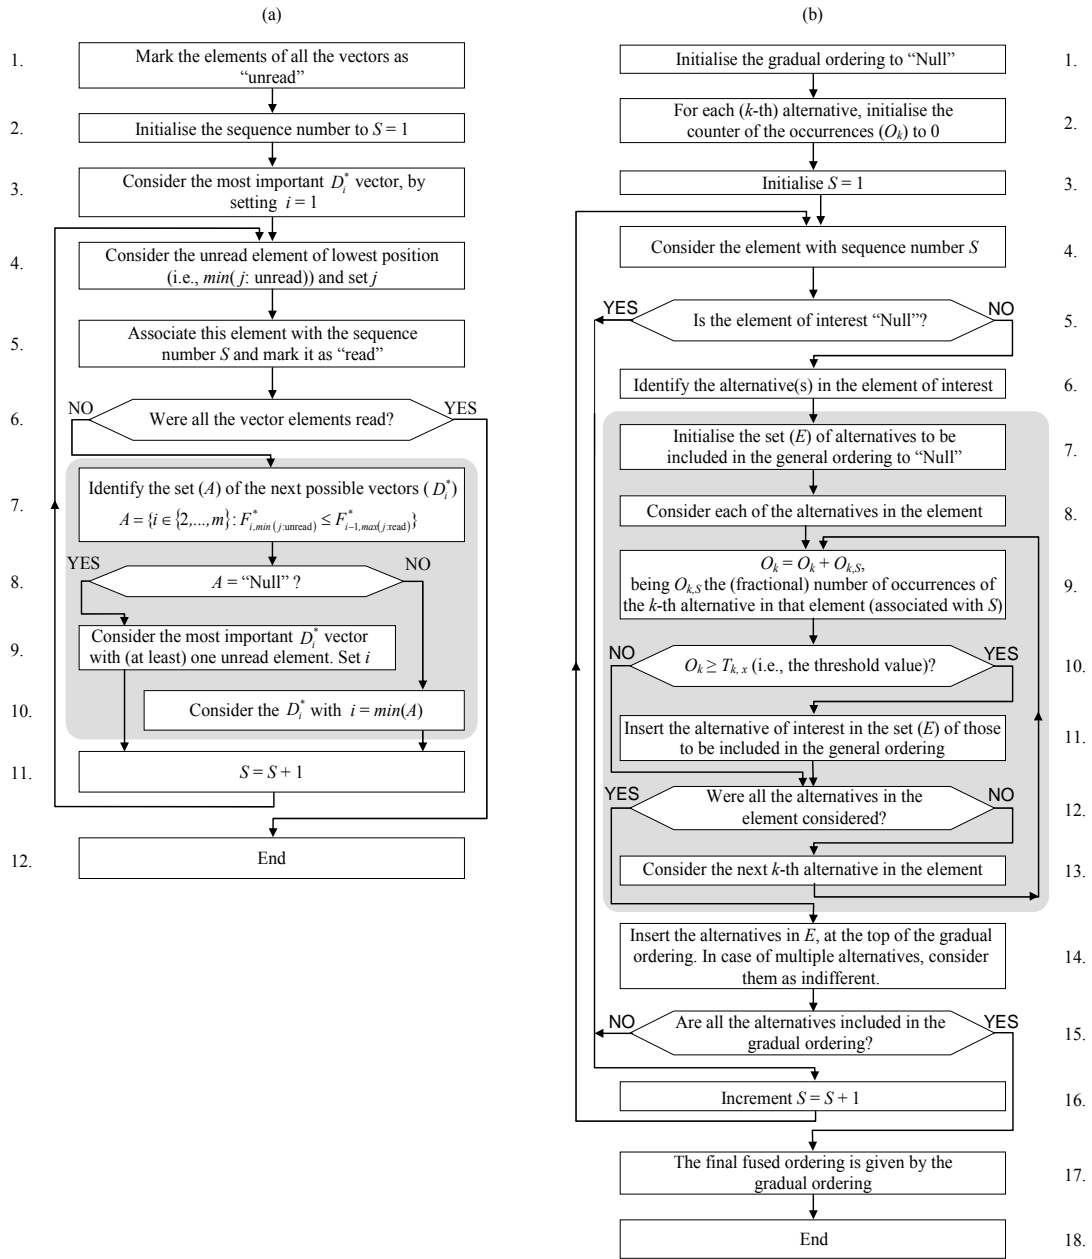 (a)
1.
Mark the elements of all the vectors as
“unread”
2.
Initialise the sequence number to S = 1
3.
Consider the most important D*i vector, by
setting i = 1
4.
Consider the unread element of lowest position
(i.e., min( j: unread)) and set j
5.
Associate this element with the sequence
number S and mark it as “read”
6.
NO
Were all the vector elements read?
YES
7.
Identify the set (A) of the next possible vectors ( D*i )
A = {i ∈ {2,...,m} : F*i,min (j:unread) ≤ F*i−1,max(j:read)}
8.
YES
A = “Null” ?
NO
9.
Consider the most important D*i vector
with (at least) one unread element. Set i
10.
Consider the D*i with i = min(A)
11.
S = S + 1
12.
End
(b)
Initialise the gradual ordering to “Null”
1.
For each (k-th) alternative, initialise the
counter of the occurrences (Ok) to 0
2.
Initialise S = 1
3.
Consider the element with sequence number S
4.
YES
Is the element of interest “Null”?
NO
5.
Identify the alternative(s) in the element of interest
6.
Initialise the set (E) of alternatives to be
included in the general ordering to “Null”
7.
Consider each of the alternatives in the element
8.
Ok = Ok + Ok,S,
being Ok,S the (fractional) number of occurrences of
the k-th alternative in that element (associated with S)
9.
NO
Ok ≥ Tk, x (i.e., the threshold value)?
YES
10.
Insert the alternative of interest in the set (E) of those
to be included in the general ordering
11.
YES
Were all the alternatives in the
element considered?
NO
12.
Consider the next k-th alternative in the element
13.
Insert the alternatives in E, at the top of the gradual
ordering. In case of multiple alternatives, consider
them as indifferent.
14.
NO
Are all the alternatives included in the
gradual ordering?
YES
15.
Increment S = S + 1
16.
The final fused ordering is given by the
gradual ordering
17.
End
18.